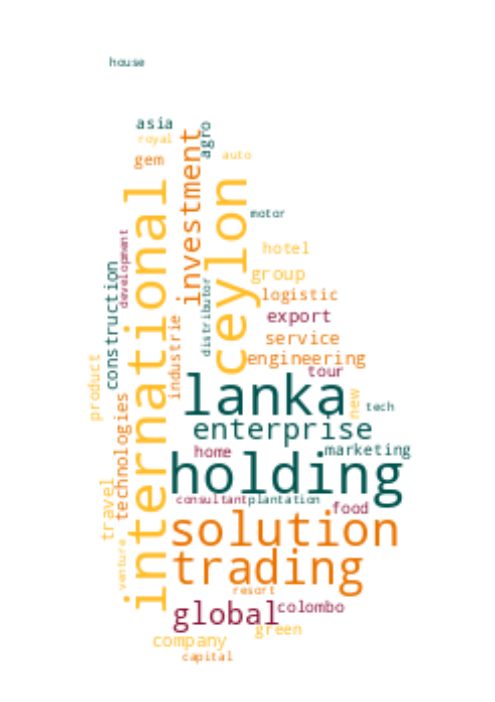 house
asia
royal
gem
agro
auto
investment
international
ceylon
motor
development
hotel
construction
group
distributor
logistic
export
industrie
service
engineering
product
tour
lanka
new
tech
technologies
enterprise
home
marketing
holding
travel
consultant
plantation
food
solution
venture
trading
resort
global
colombo
green
company
capital